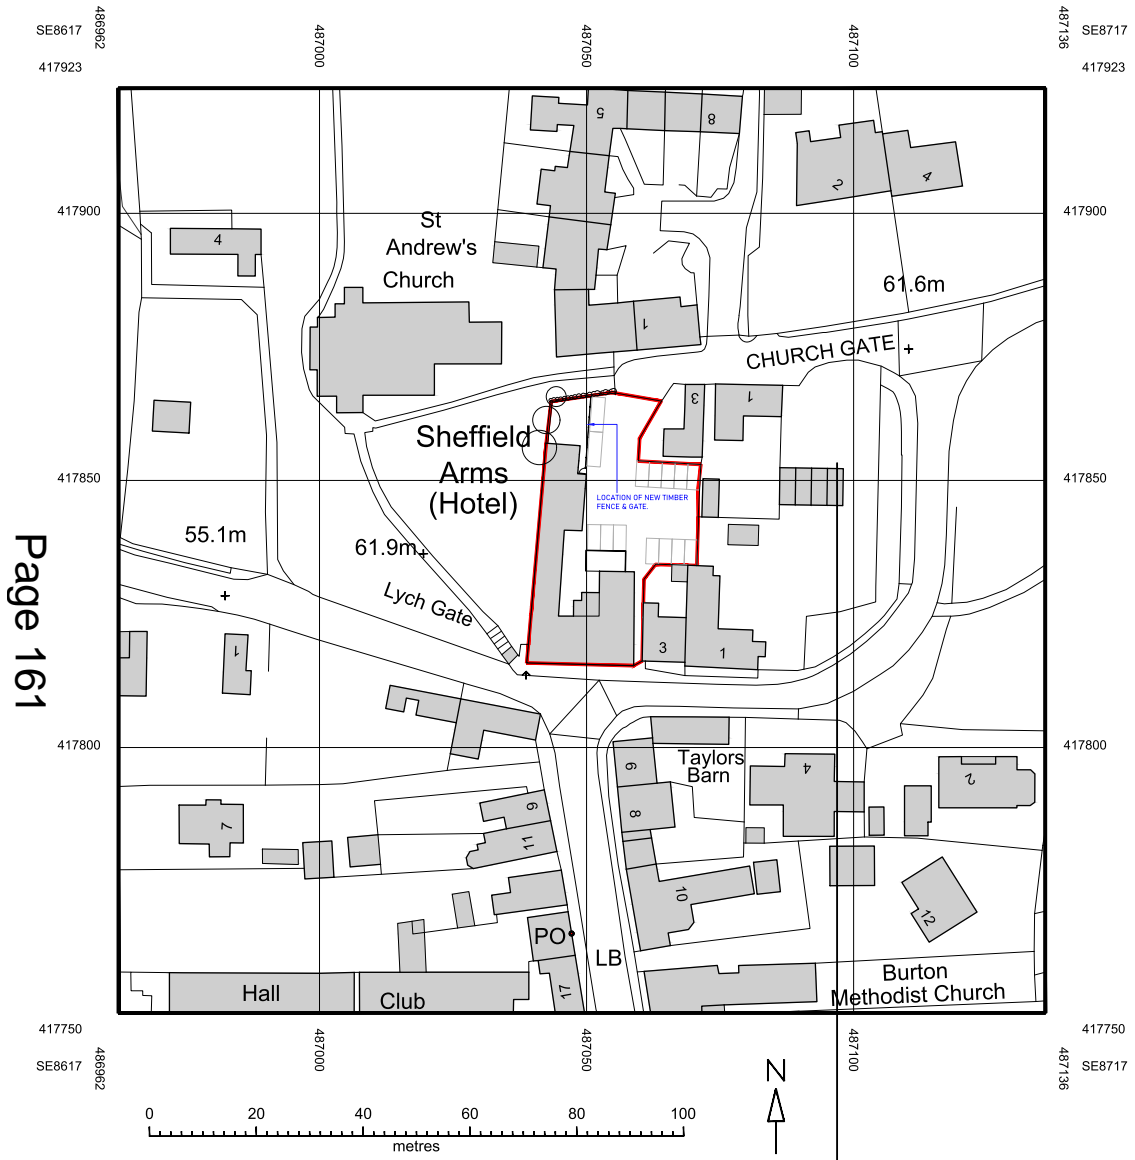 486962
487136
SE8617
SE8717
487000
487050
487100
417923
417923
5
8
2
4
417900
417900
St
4
Andrew's
Church
61.6m
1
CHURCH GATE
3
1
Sheffield
Arms
(Hotel)
417850
417850
LOCATION OF NEW TIMBER
FENCE & GATE.
55.1m
61.9m
Page 161
Lych Gate
1
3
1
417800
417800
Taylors
Barn
9
4
2
7
9
8
11
10
12
PO
LB
17
Hall
Club
Burton
Methodist Church
417750
417750
487000
487050
487100
SE8617
SE8717
486962
487136
N
0
20
40
60
80
100
metres